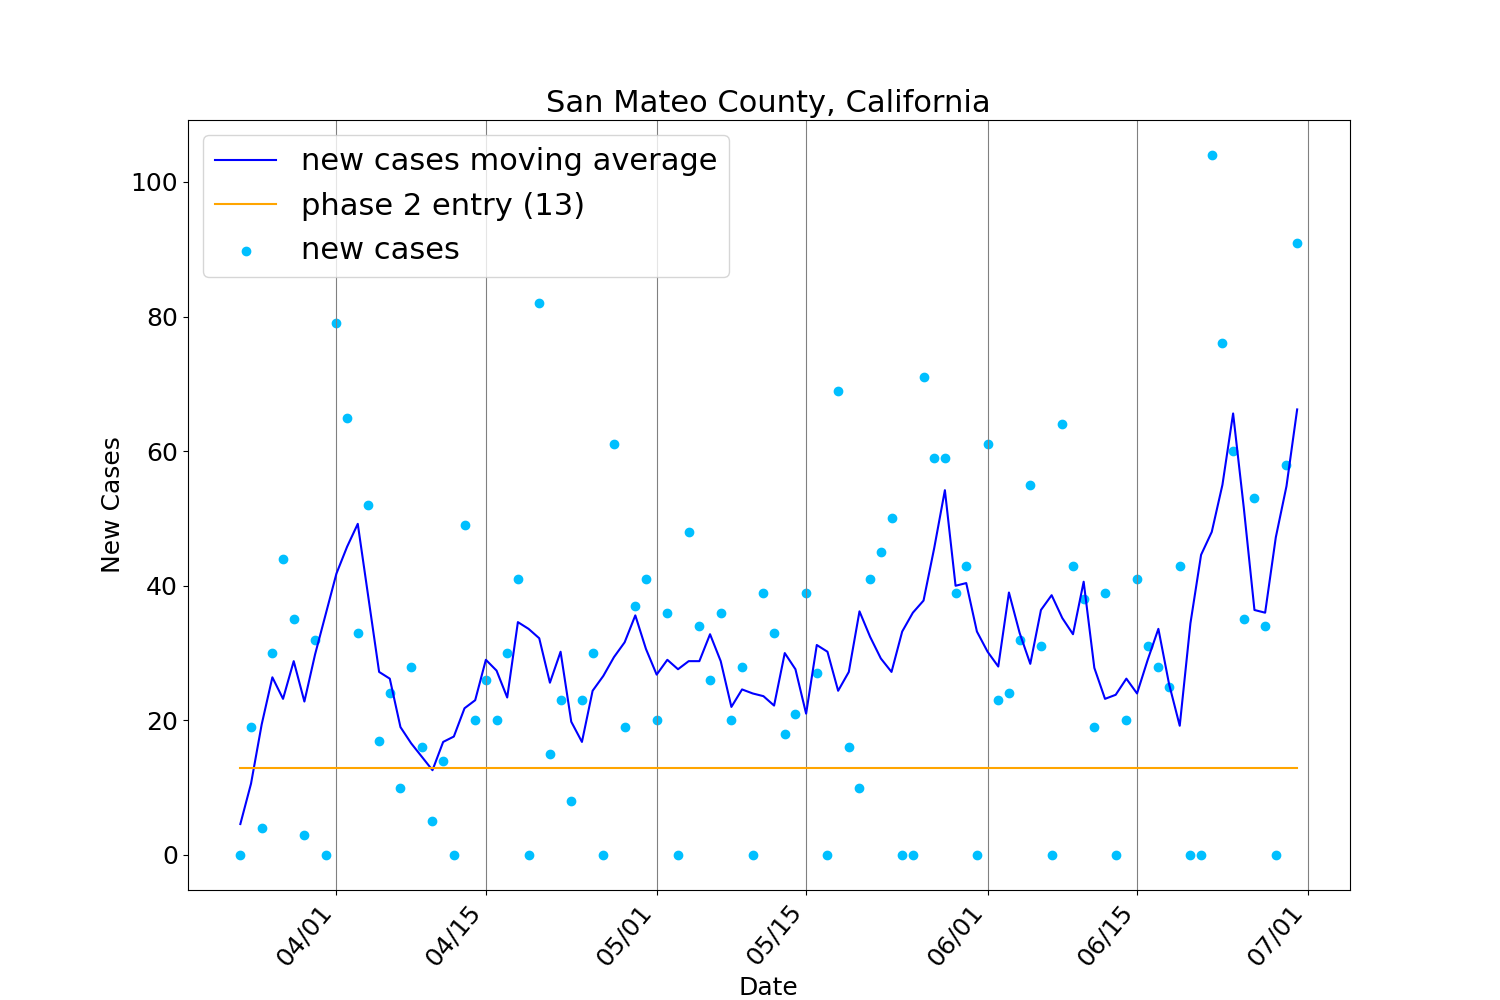 San Mateo County, California
new cases moving average
phase 2 entry (13)
new cases
100
80
60
40
20
0
New Cases
04/01
04/15
05/01
05/15
06/01
06/15
07/01
Date